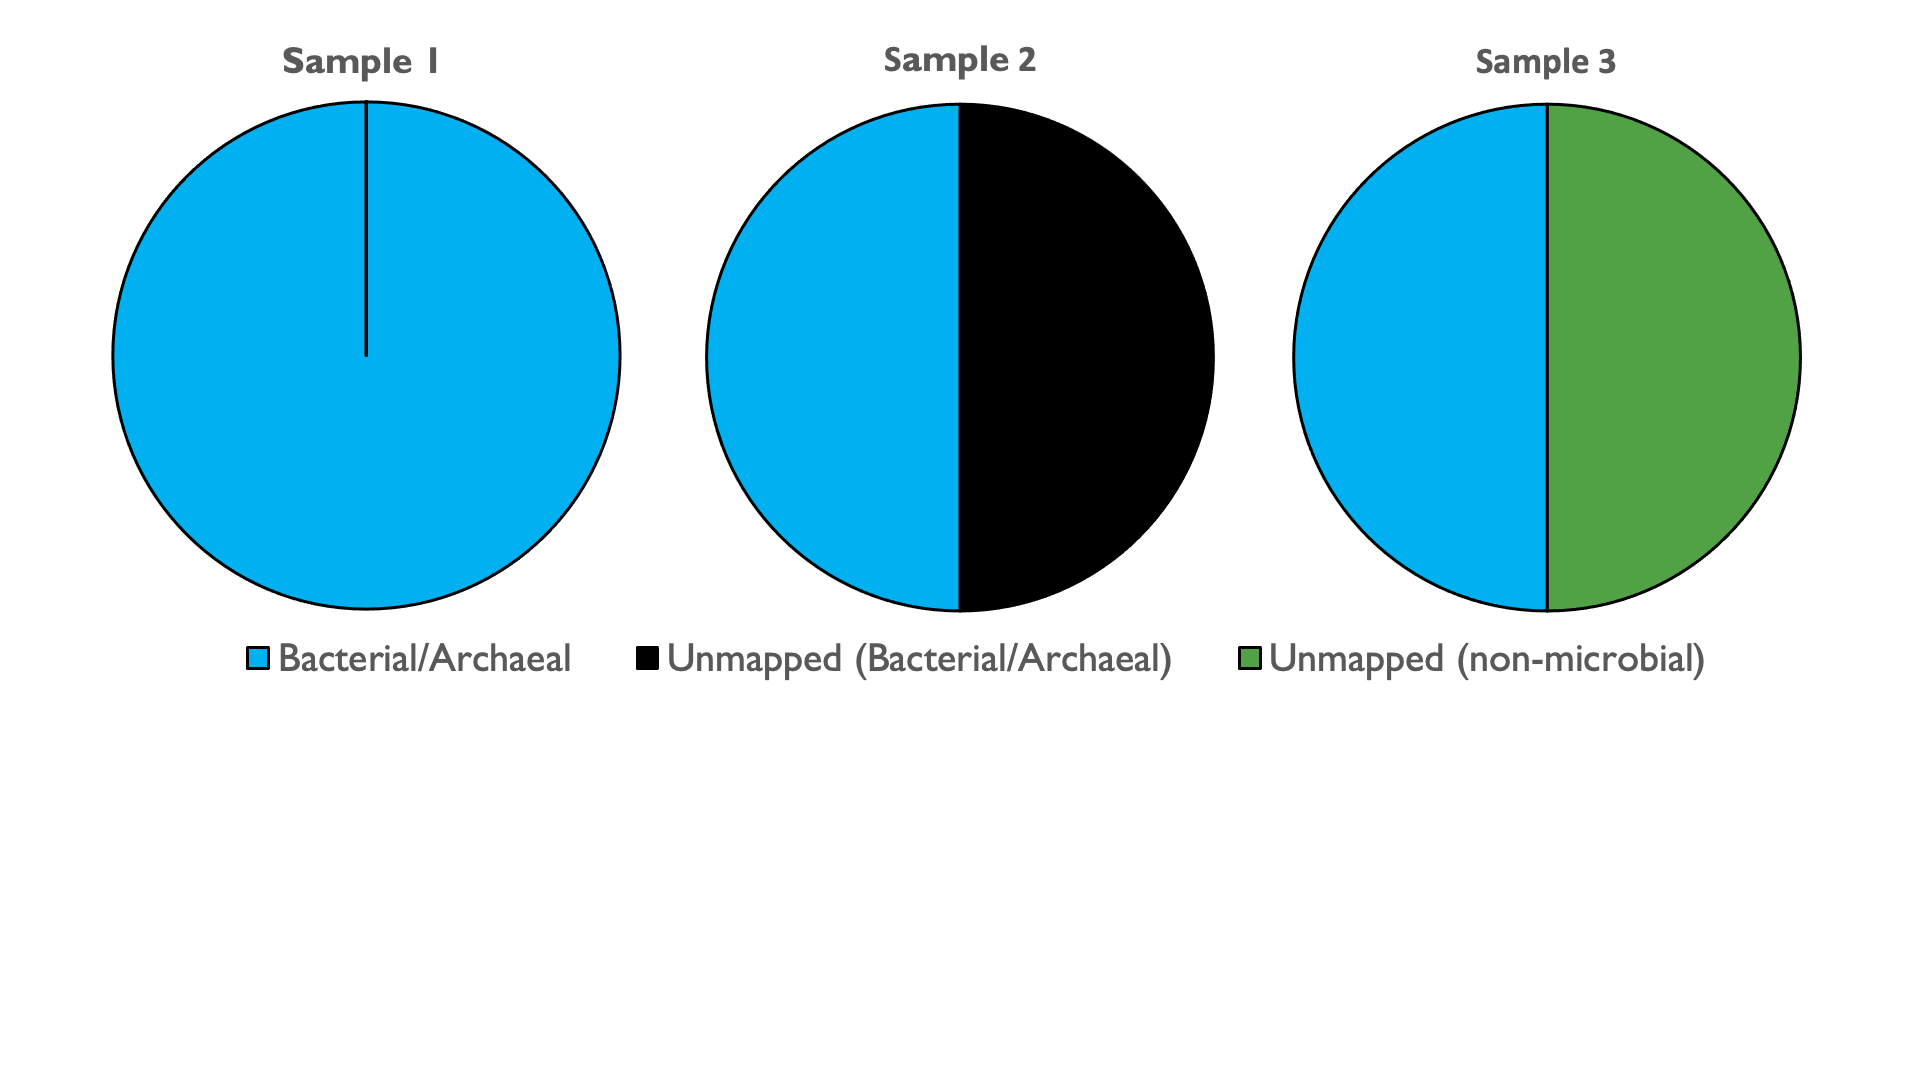 Sample 1
Sample 2
Sample 3
Bacterial/Archaeal
Unmapped (Bacterial/Archaeal)
Unmapped (non-microbial)